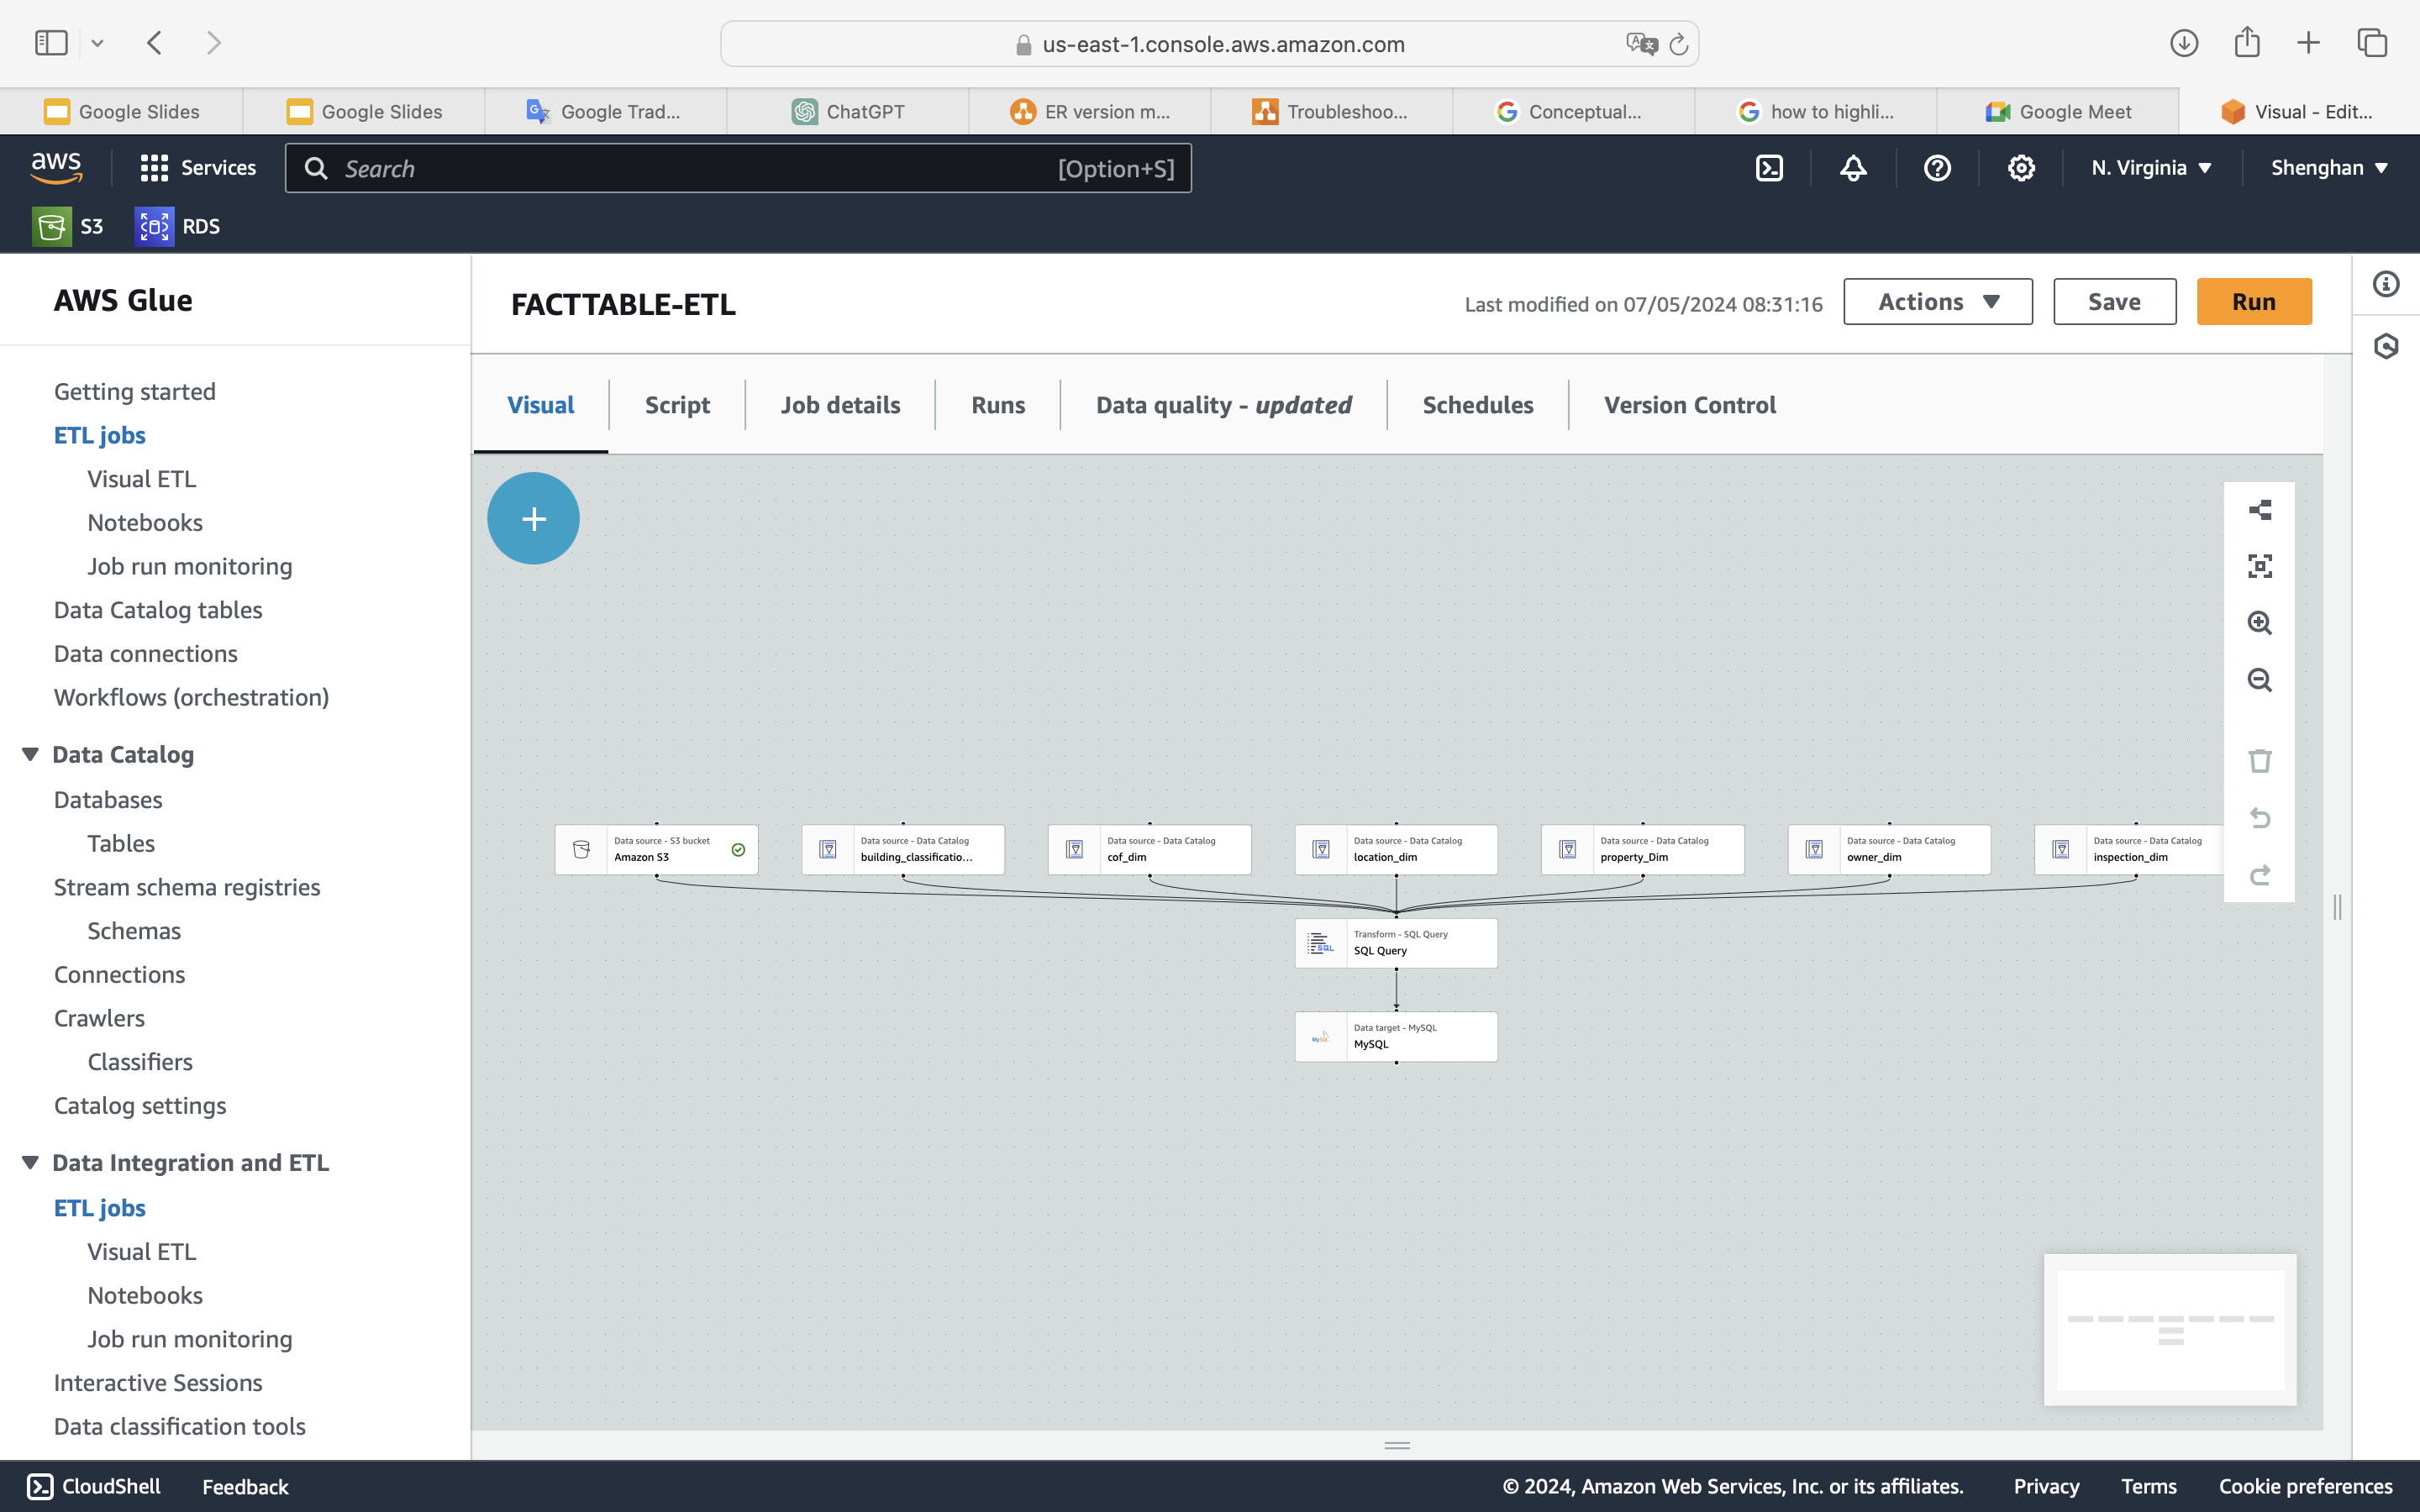 us-east-1.console.aws.amazon.com
Google Slides
Google Slides
Google Trad...
ChatGPT
ER version m...
Troubleshoo...
Conceptual...
how to highli...
Google Meet
Visual - Edit...
aws
Services
Search
[Option+S]
N. Virginia
Shenghan
S3
RDS
AWS Glue
Getting started
ETL jobs
Visual ETL
Notebooks
Job run monitoring
Data Catalog tables
Data connections
Workflows (orchestration)
Data Catalog
Databases
Tables
Stream schema registries
Schemas
Connections
Crawlers
Classifiers
Catalog settings
Data Integration and ETL
ETL jobs
Visual ETL
Notebooks
Job run monitoring
Interactive Sessions
Data classification tools
FACTTABLE-ETL
Last modified on 07/05/2024 08:31:16
Actions
Save
Run
Visual
Script
Job details
Runs
Data quality - updated
Schedules
Version Control
Data source - S3 bucket
Amazon S3
Data source - Data Catalog
building_classificatio...
Data source - Data Catalog
cof_dim
Data source - Data Catalog
location_dim
Data source - Data Catalog
property_Dim
Data source - Data Catalog
owner_dim
Data source - Data Catalog
inspection_dim
SQL
Transform - SQL Query
SQL Query
MySQL
Data target - MySQL
MySQL
CloudShell
Feedback
© 2024, Amazon Web Services, Inc. or its affiliates.
Privacy
Terms
Cookie preferences